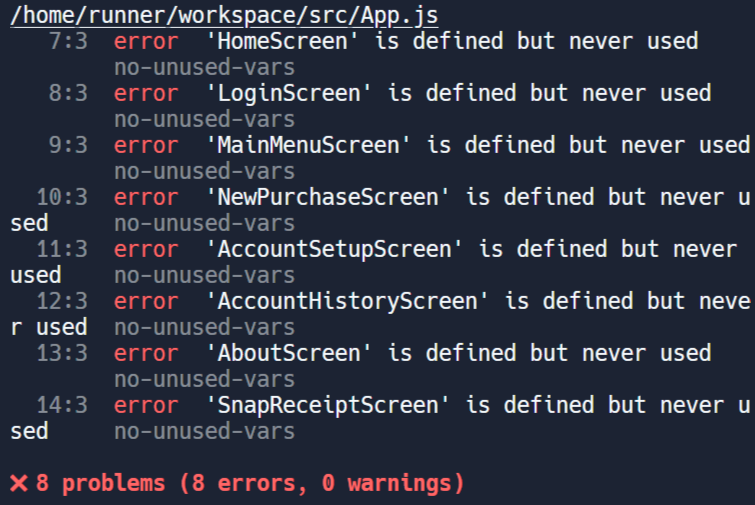 /home/runner/workspace/src/App.js
7:3 error 'HomeScreen' is defined but never used
no-unused-vars
8:3 error 'LoginScreen' is defined but never used
no-unused-vars
9:3 error 'MainMenuScreen' is defined but never used
no-unused-vars
10:3 error 'NewPurchaseScreen' is defined but never u
sed no-unused-vars
11:3 error 'AccountSetupScreen' is defined but never
used no-unused-vars
12:3 error 'AccountHistoryScreen' is defined but neve
r used no-unused-vars
13:3 error 'AboutScreen' is defined but never used
no-unused-vars
14:3 error 'SnapReceiptScreen' is defined but never u
sed no-unused-vars
❌ 8 problems (8 errors, 0 warnings)